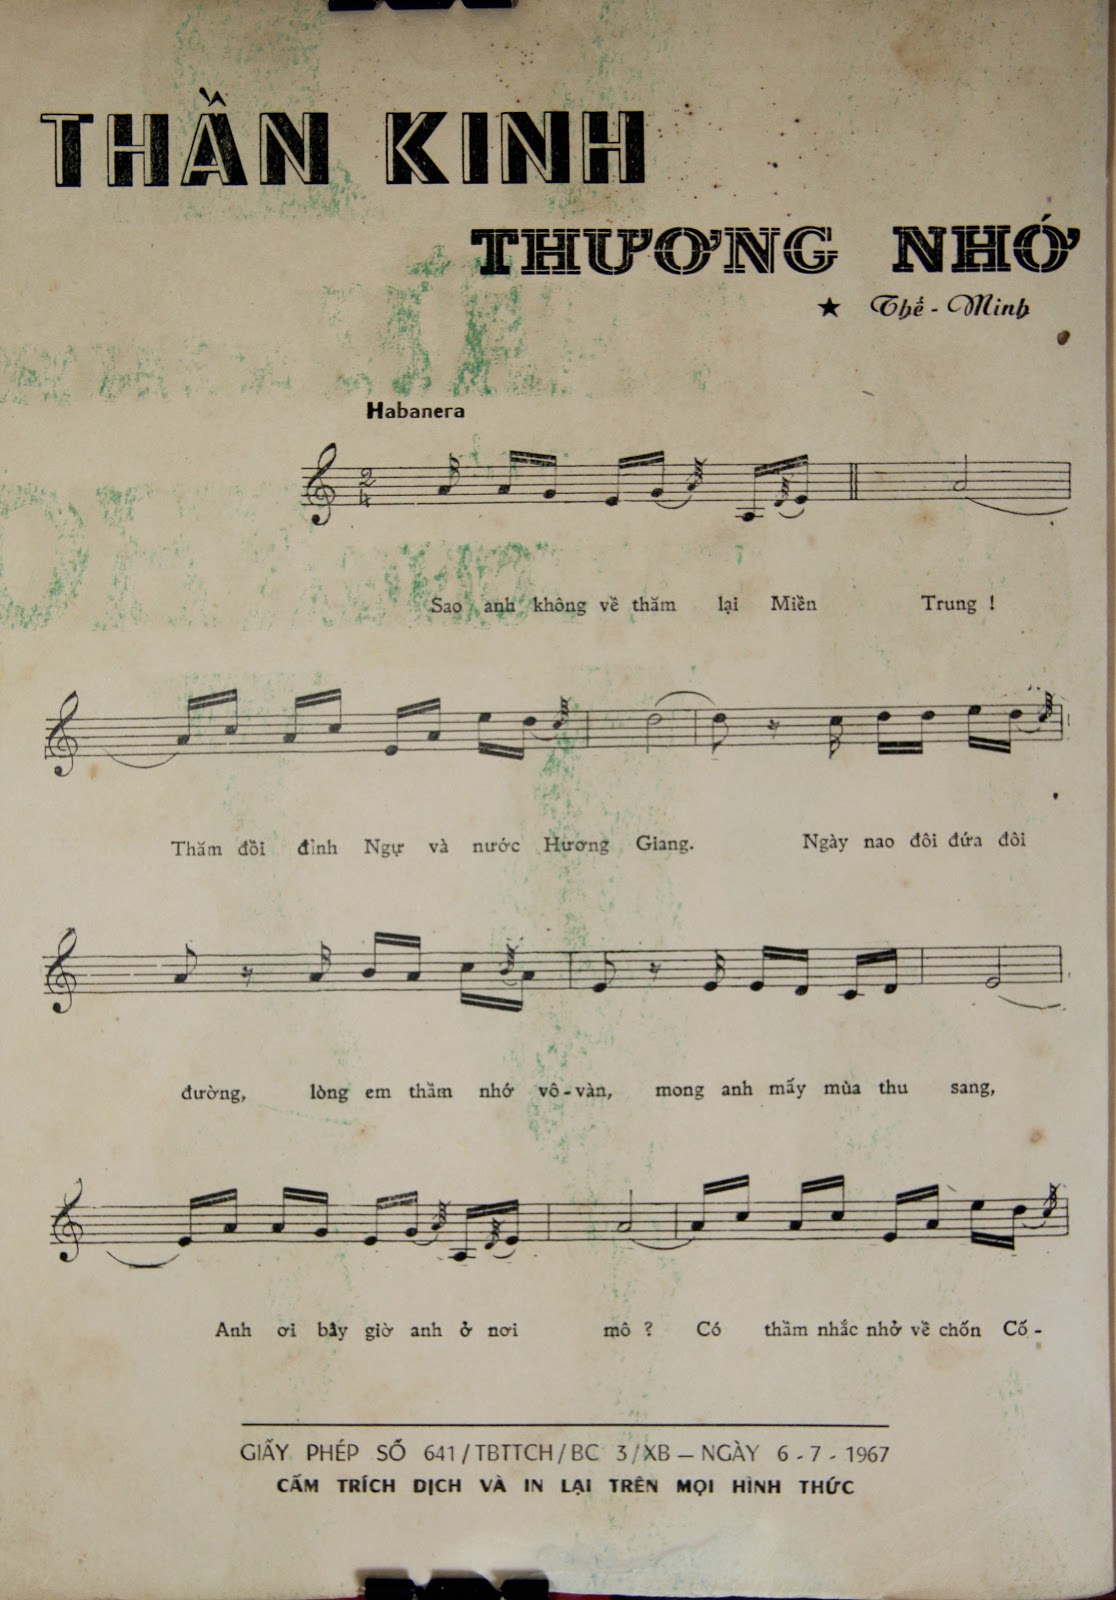 THẦN KINH
THƯƠNG NHỚ
★ Thế - Minh
Habanera
2
4
Sao anh không về thăm lại Miền Trung !
Thăm đồi đỉnh Ngự và nước Hương Giang. Ngày nao đôi đứa đôi
đường, lòng em thầm nhớ vô-vàn, mong anh mấy mùa thu sang,
Anh ơi bây giờ anh ở nơi mô ? Có thầm nhắc nhở về chốn Cố-
GIẤY PHÉP SỐ 641/TBTTCH/BC 3/XB — NGÀY 6-7-1967
CẤM TRÍCH DỊCH VÀ IN LẠI TRÊN MỌI HÌNH THỨC